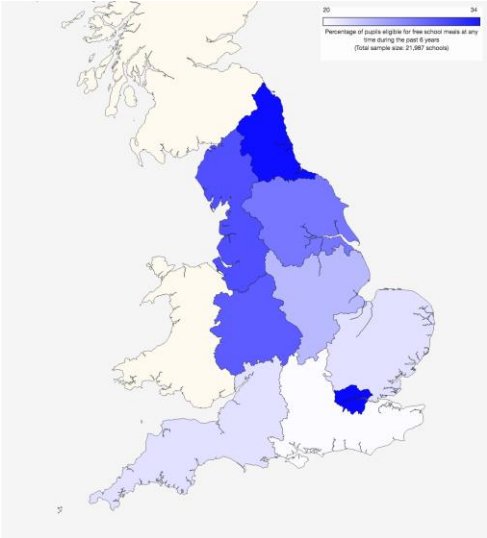 20 34
Percentage of pupils eligible for free school meals at any
time during the past 6 years
(Total sample size: 21,987 schools)